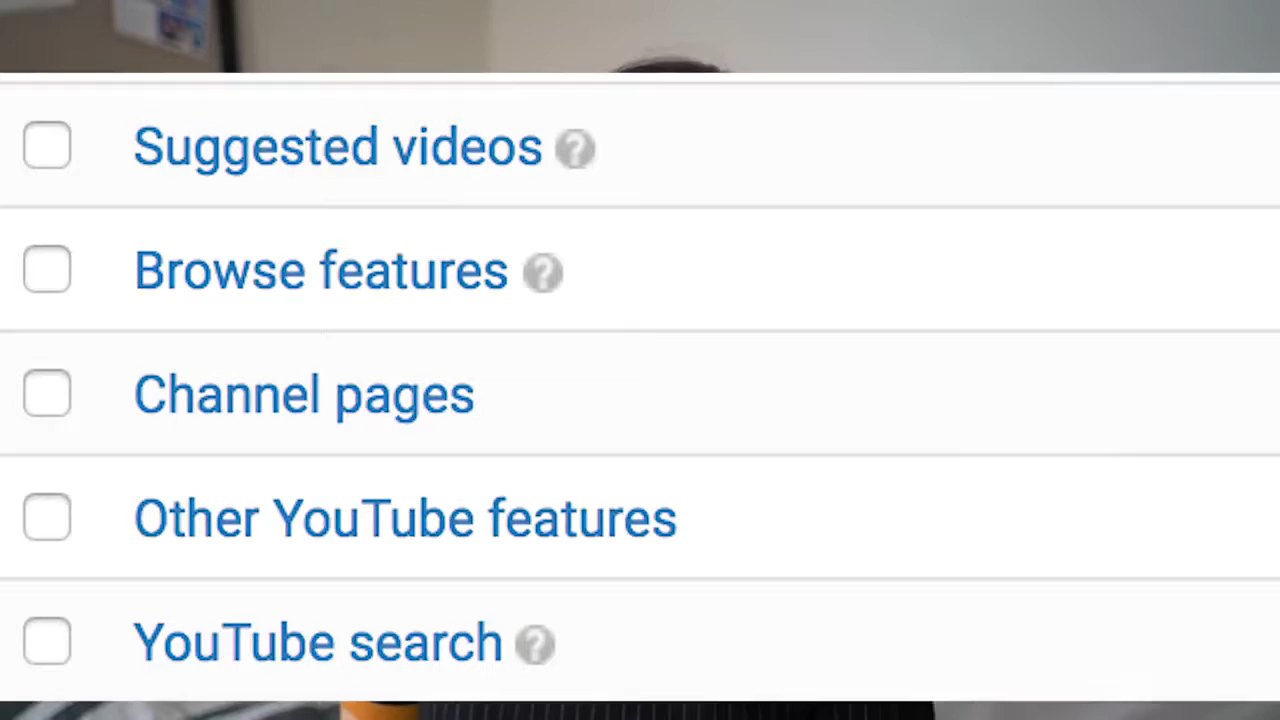 Suggested videos ?
Browse features ?
Channel pages
Other YouTube features
YouTube search ?